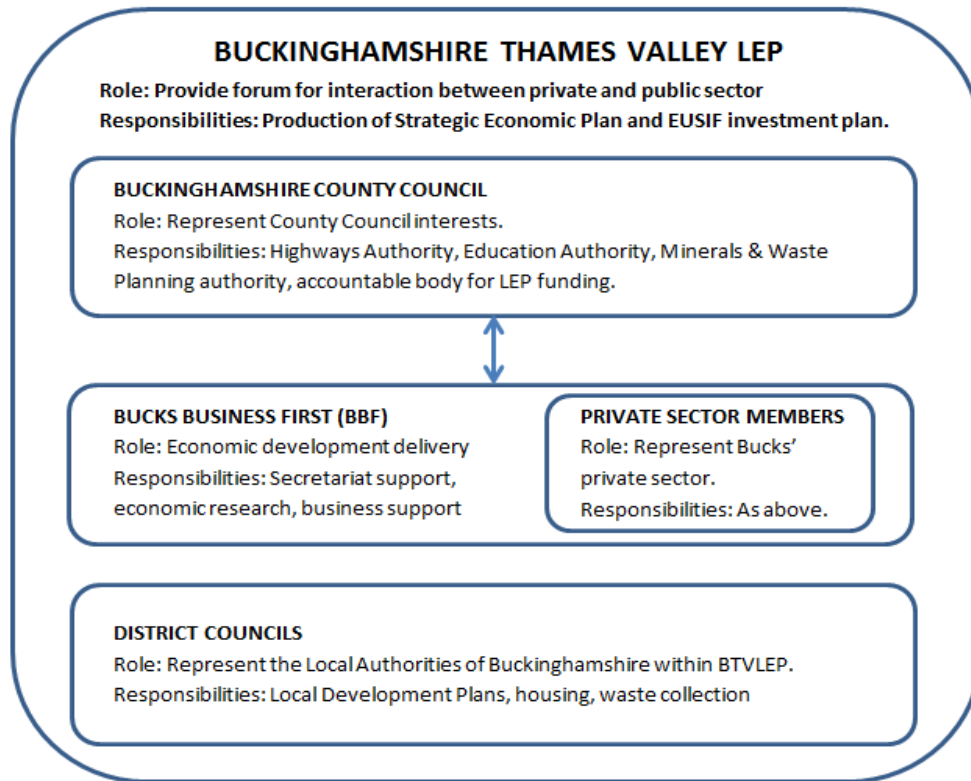 BUCKINGHAMSHIRE THAMES VALLEY LEP
Role: Provide forum for interaction between private and public sector
Responsibilities: Production of Strategic Economic Plan and EUSIF investment plan.
BUCKINGHAMSHIRE COUNTY COUNCIL
Role: Represent County Council interests.
Responsibilities: Highways Authority, Education Authority, Minerals & Waste
Planning authority, accountable body for LEP funding.
BUCKS BUSINESS FIRST (BBF)
Role: Economic development delivery
Responsibilities: Secretariat support,
economic research, business support
PRIVATE SECTOR MEMBERS
Role: Represent Bucks’
private sector.
Responsibilities: As above.
DISTRICT COUNCILS
Role: Represent the Local Authorities of Buckinghamshire within BTVLEP.
Responsibilities: Local Development Plans, housing, waste collection